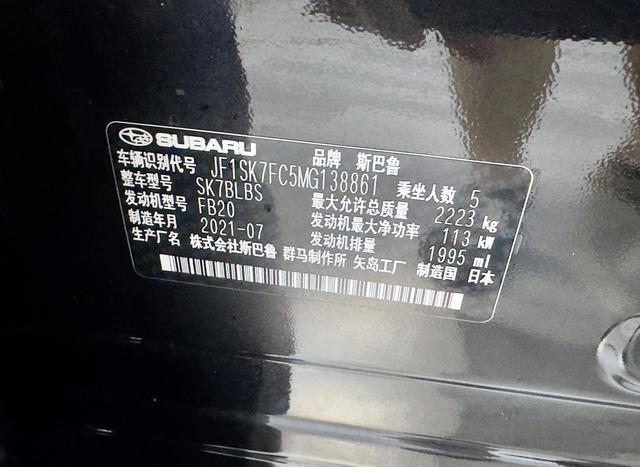 SUBARU 品牌 斯巴鲁
车辆识别代号 JF1SK7FC5MG138861 乘坐人数 5
整车型号 SK7BLBS 最大允许总质量 2223 kg
发动机型号 FB20 发动机最大净功率 113 kW
制造年月 2021-07 发动机排量 1995 ml
生产厂名 株式会社斯巴鲁 群马制作所 矢岛工厂 制造国 日本